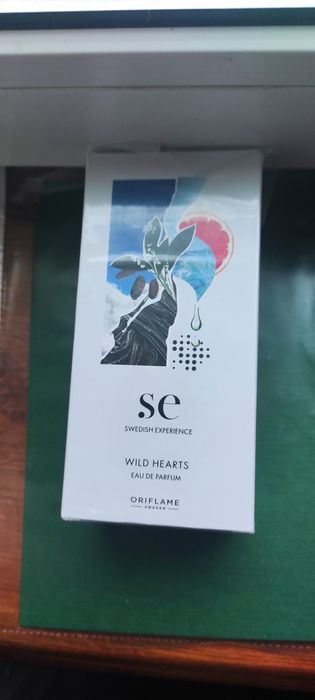 se
SWEDISH EXPERIENCE
WILD HEARTS
EAU DE PARFUM
ORIFLAME
SWEDEN